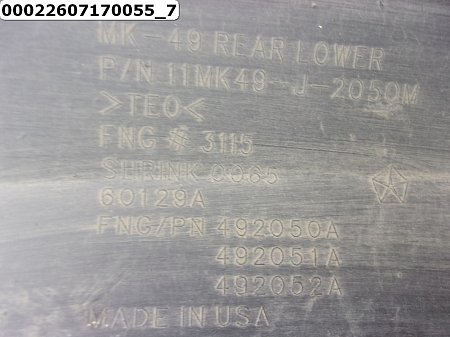 00022607170055_7
MK-49 REAR LOWER
P/N 11MK49-J-2050M
>TEO<
FNG # 3115
SHRINK 0065
60129A
FNG/PN 492050A
492051A
492052A
MADE IN USA